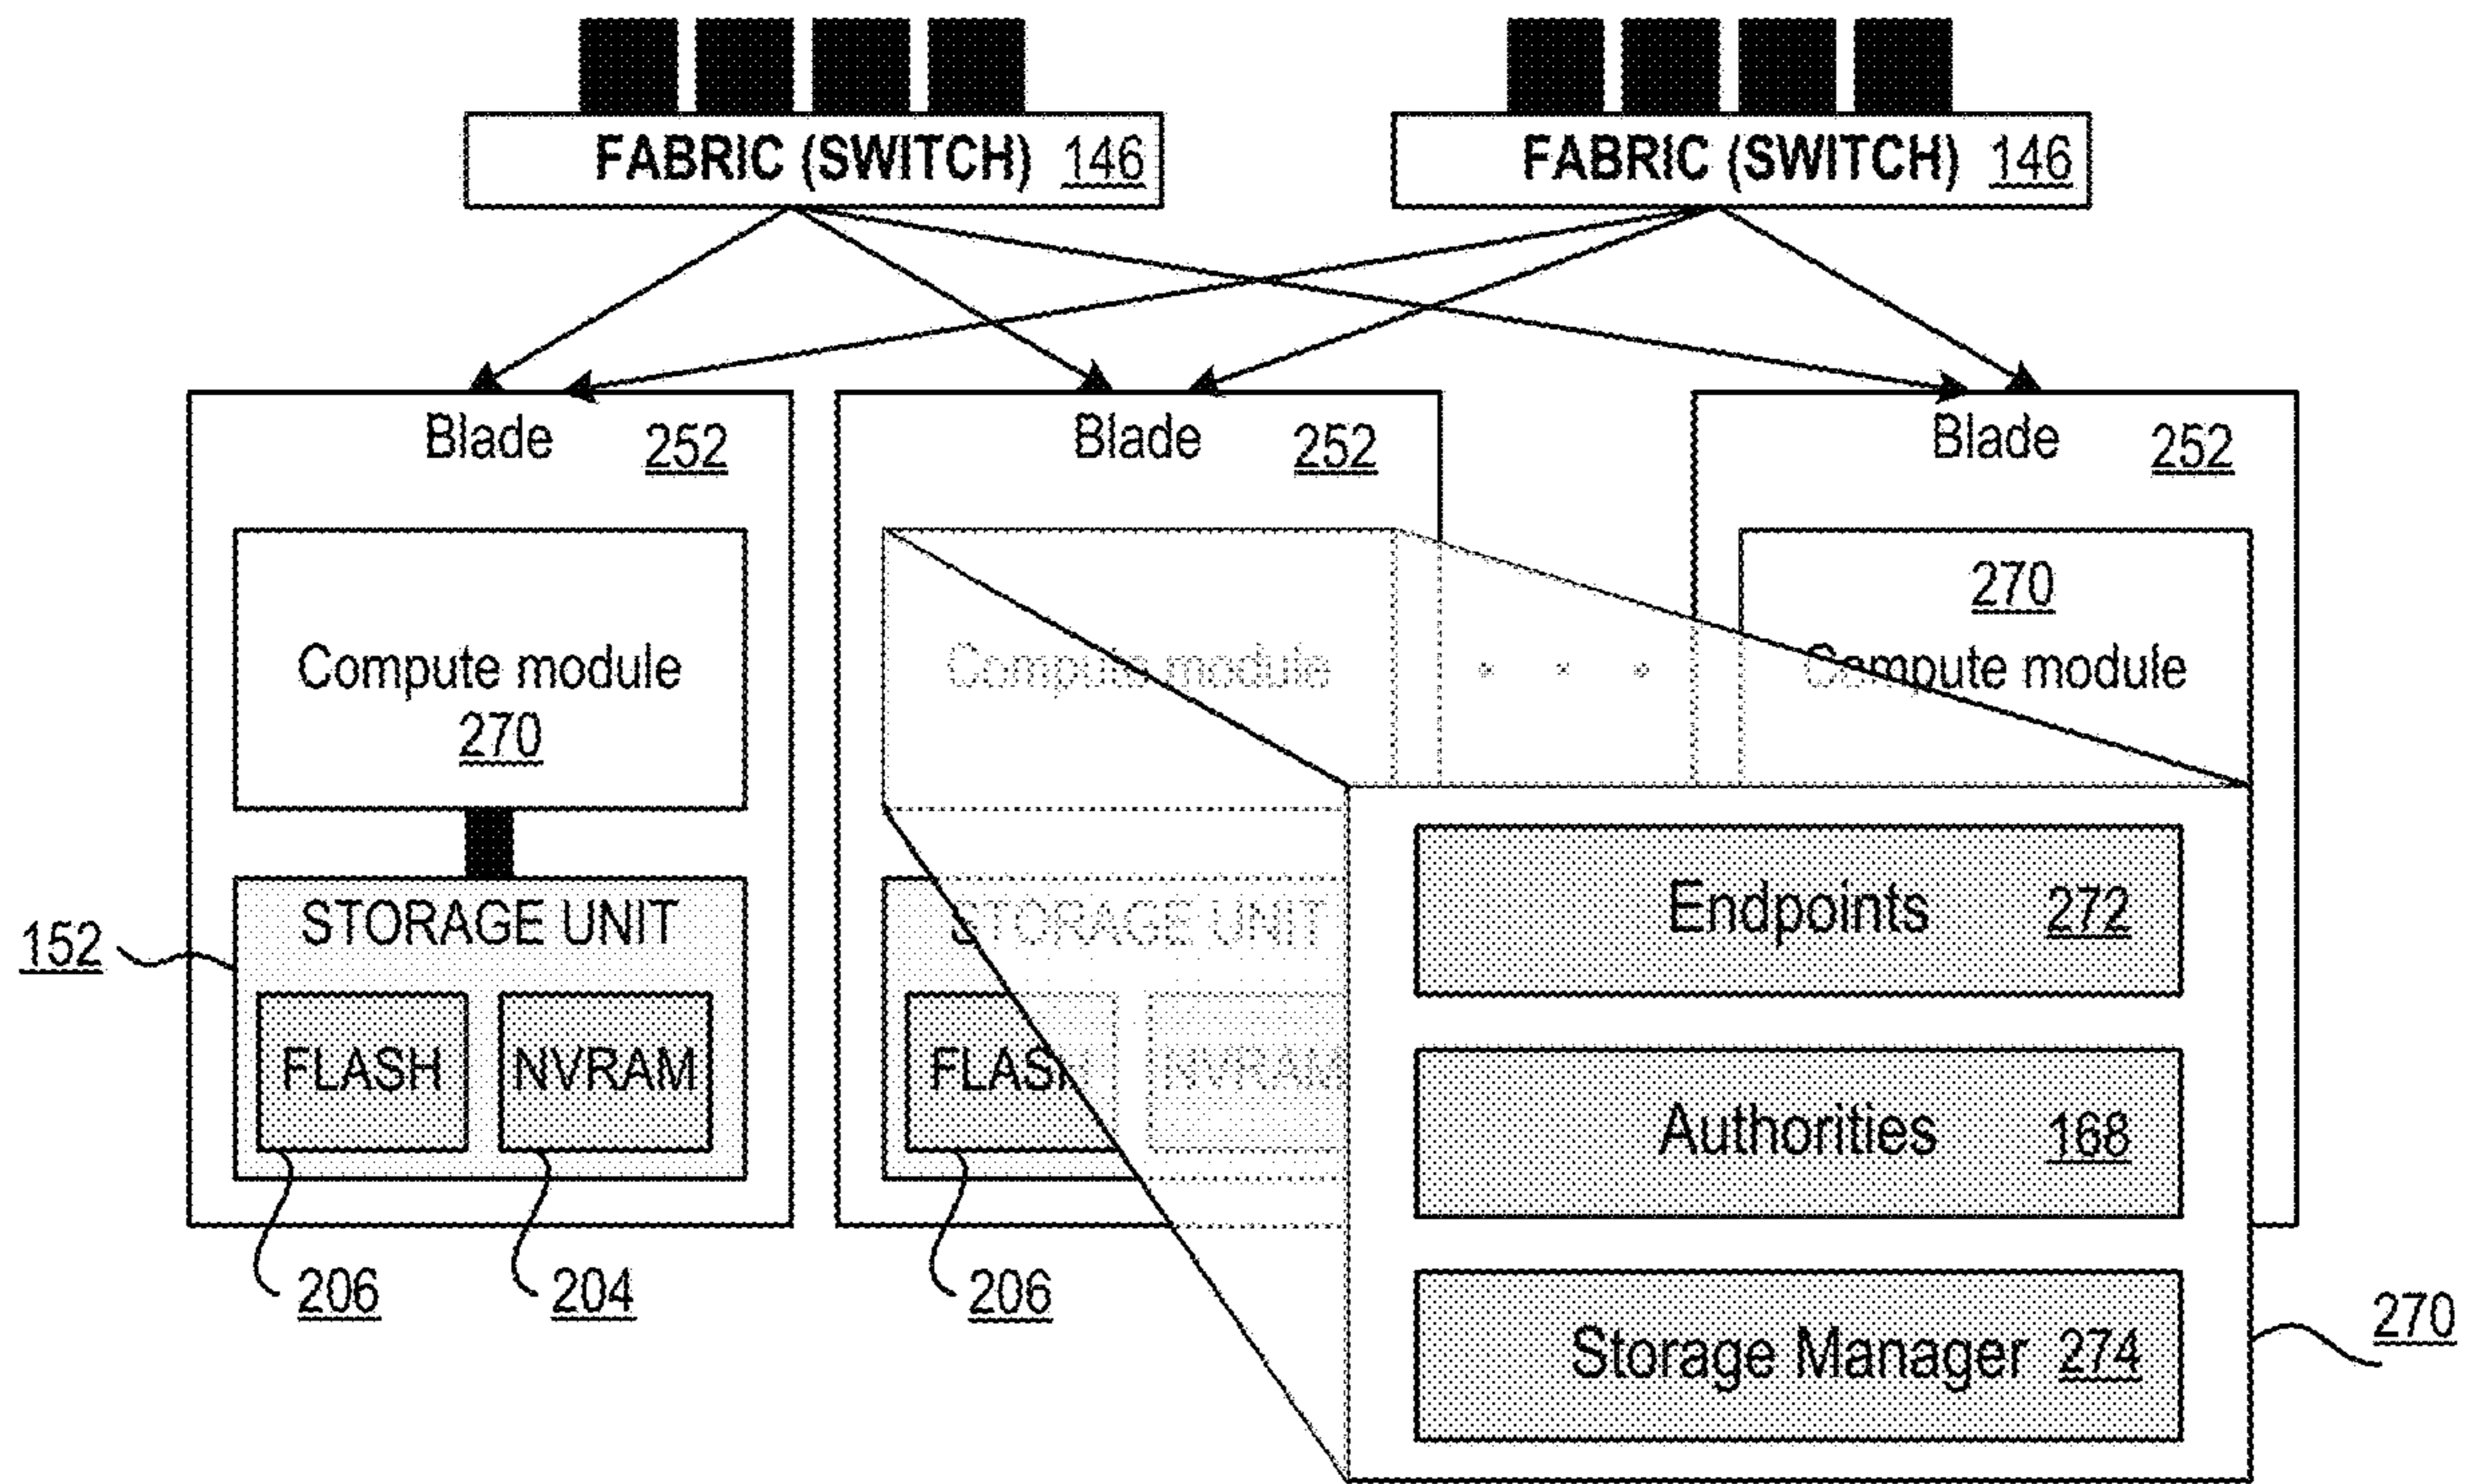 FABRIC (SWITCH) 146
FABRIC (SWITCH) 146
Blade 252
Blade 252
Blade 252
Compute module
270
Compute module
270
Compute module
152
STORAGE UNIT
FLASH
NVRAM
206
204
STORAGE UNIT
FLASH
NVRAM
206
Endpoints 272
Authorities 168
Storage Manager 274
270